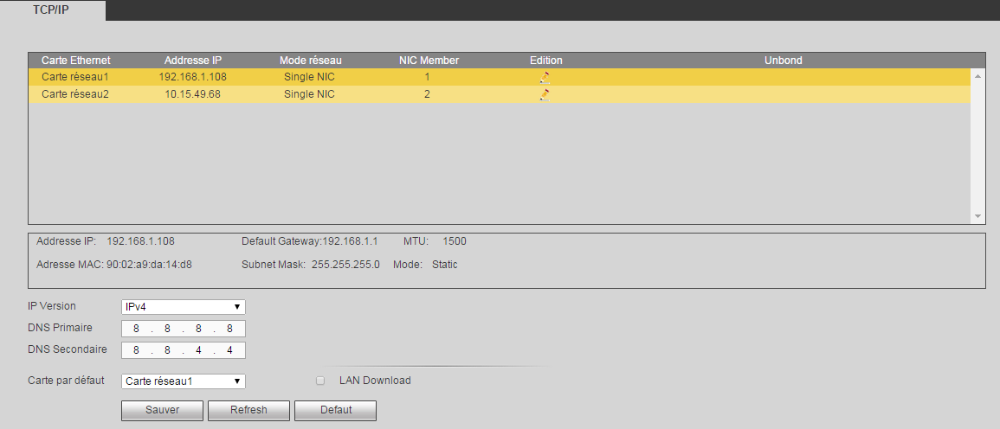 TCP/IP
Carte Ethernet Addresse IP Mode réseau NIC Member Edition Unbond
Carte réseau1 192.168.1.108 Single NIC 1
Carte réseau2 10.15.49.68 Single NIC 2
Addresse IP: 192.168.1.108 Default Gateway:192.168.1.1 MTU: 1500
Adresse MAC: 90:02:a9:da:14:d8 Subnet Mask: 255.255.255.0 Mode: Static
IP Version IPv4
DNS Primaire 8 . 8 . 8 . 8
DNS Secondaire 8 . 8 . 4 . 4
Carte par défaut Carte réseau1 LAN Download
Sauver Refresh Defaut